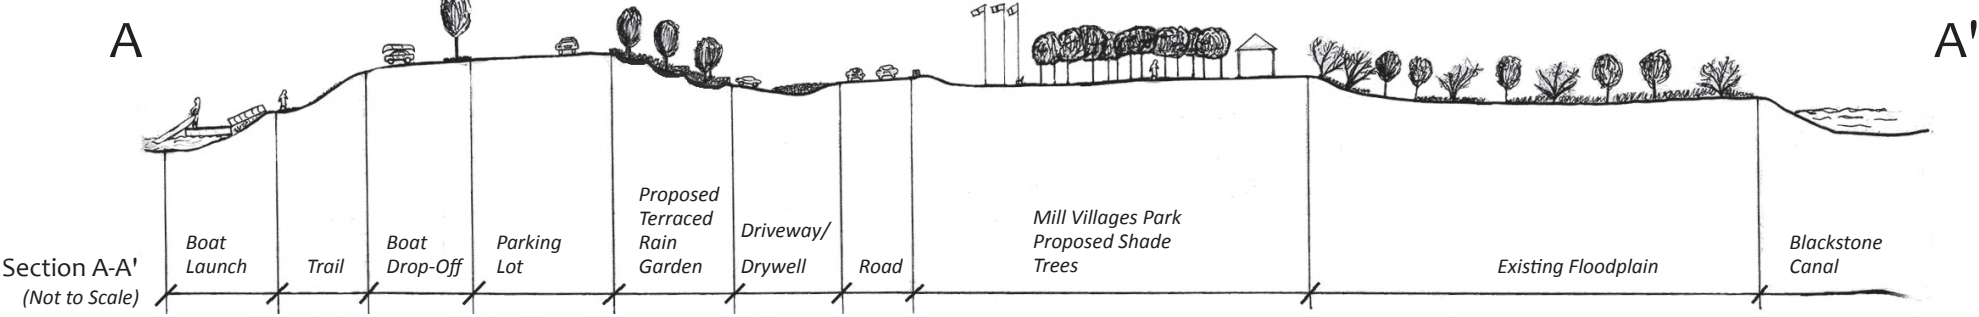 A
A'
Section A-A'
(Not to Scale)
Boat
Launch
Trail
Boat
Drop-Off
Parking
Lot
Proposed
Terraced
Rain
Garden
Driveway/
Drywell
Road
Mill Villages Park
Proposed Shade
Trees
Existing Floodplain
Blackstone
Canal